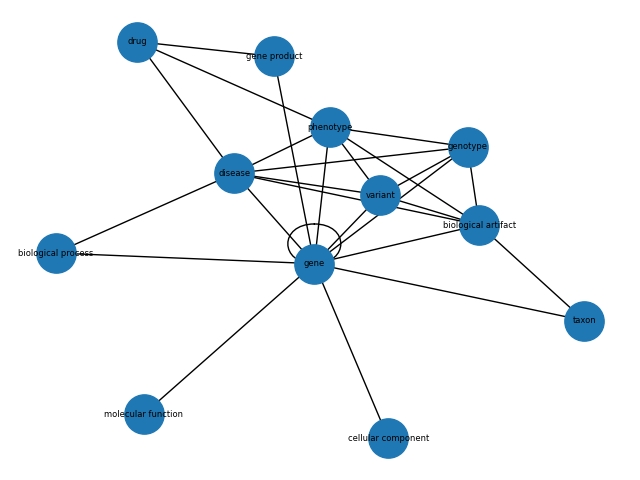 drug
gene product
phenotype
genotype
disease
variant
biological artifact
biological process
gene
taxon
molecular function
cellular component